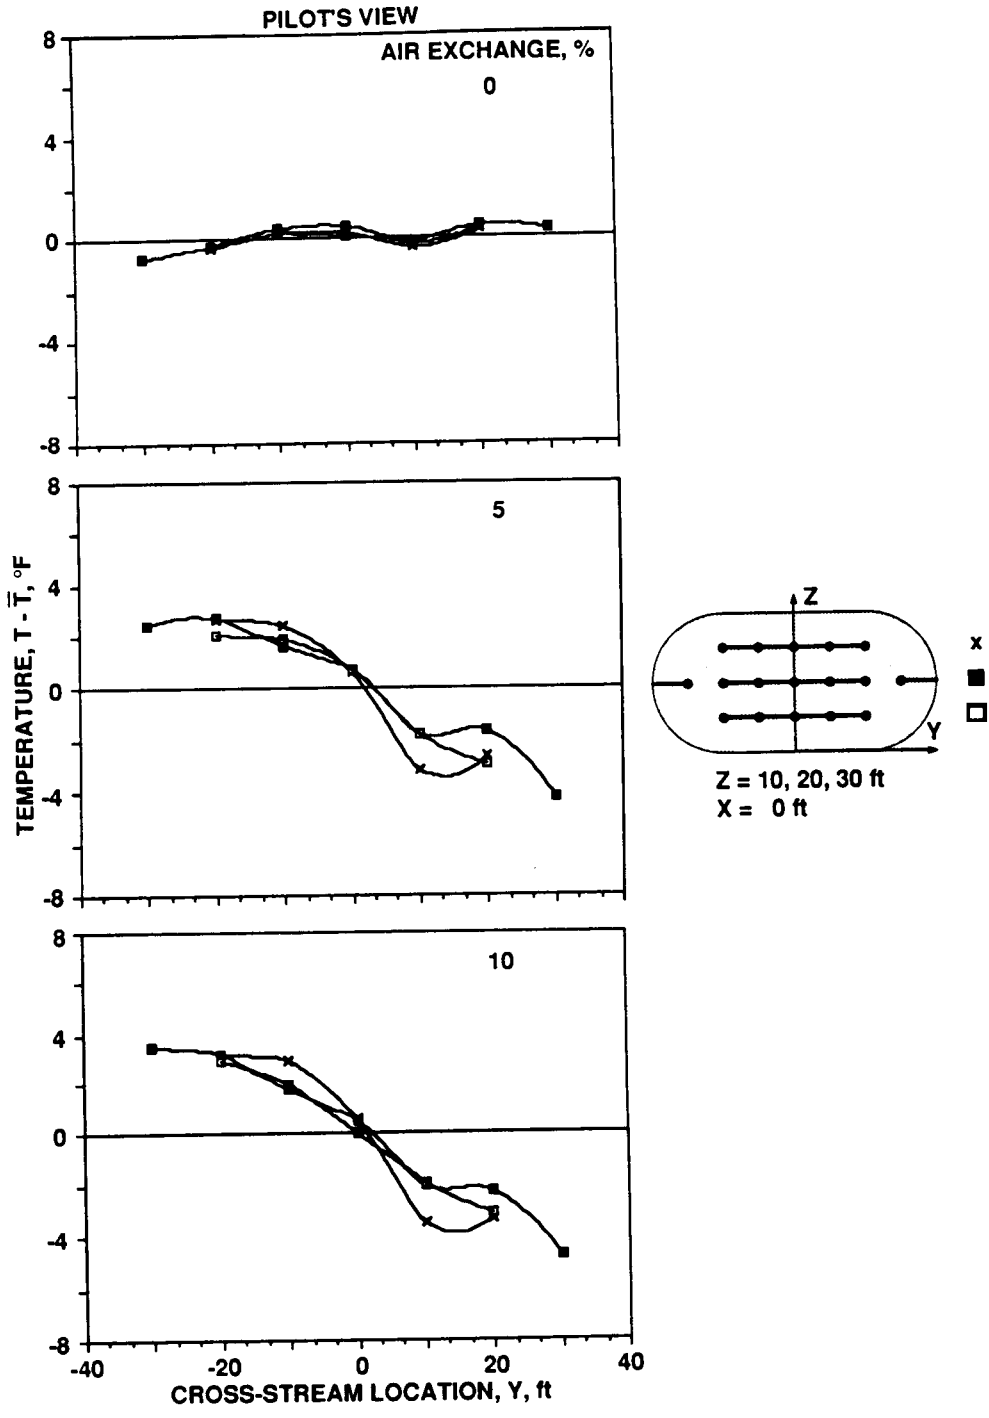 PILOT'S VIEW
AIR EXCHANGE, %
0
8
4
0
-4
-8
5
8
4
0
-4
-8
TEMPERATURE, T - T̅, °F
10
8
4
0
-4
-8
-40
-20
0
20
40
CROSS-STREAM LOCATION, Y, ft
Z
Y
x
Z = 10, 20, 30 ft
X = 0 ft